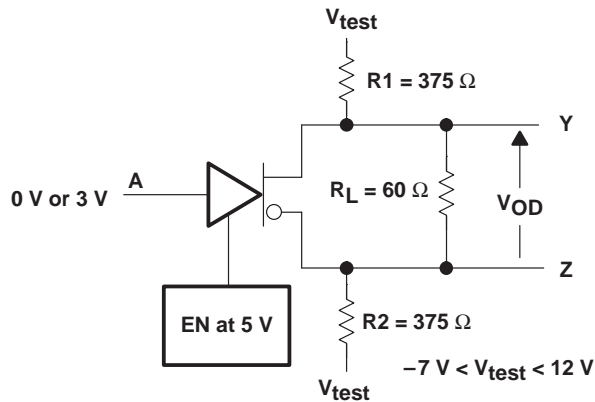 Vtest
R1 = 375 Ω
Y
A
0 V or 3 V
RL = 60 Ω
VOD
Z
EN at 5 V
R2 = 375 Ω
−7 V < Vtest < 12 V
Vtest